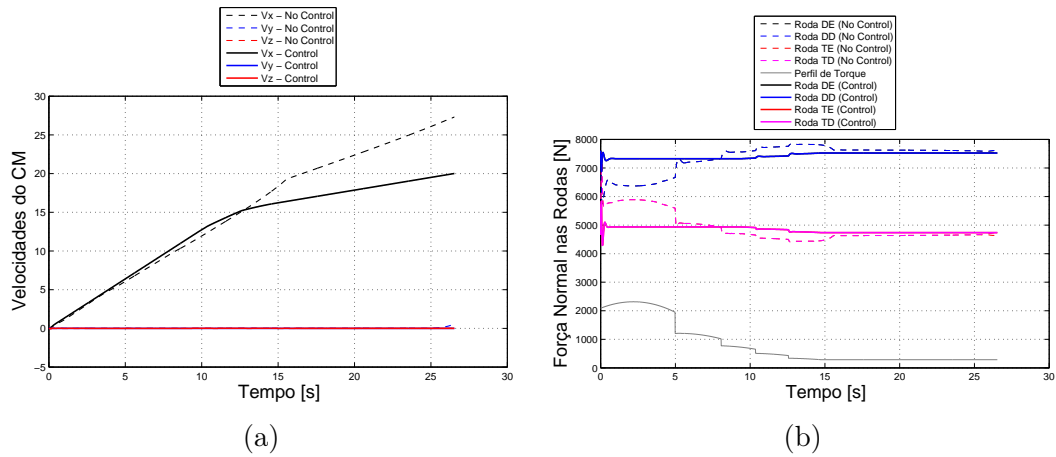 Vx − No Control
Vy − No Control
Vz − No Control
Vx − Control
Vy − Control
Vz − Control
30
25
20
15
10
5
0
−5
0 5 10 15 20 25 30
Velocidades do CM
Tempo [s]
(a)
Roda DE (No Control)
Roda DD (No Control)
Roda TE (No Control)
Roda TD (No Control)
Perfil de Torque
Roda DE (Control)
Roda DD (Control)
Roda TE (Control)
Roda TD (Control)
8000
7000
6000
5000
4000
3000
2000
1000
0
0 5 10 15 20 25 30
Força Normal nas Rodas [N]
Tempo [s]
(b)